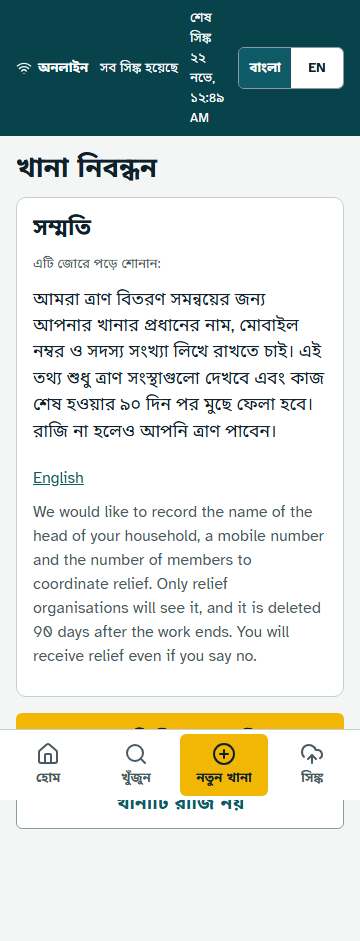 অনলাইন
সব সিঙ্ক হয়েছে
শেষ
সিঙ্ক
২২
নভে,
১২:৪৯
AM
বাংলা
EN
খানা নিবন্ধন
সম্মতি
এটি জোরে পড়ে শোনান:
আমরা ত্রাণ বিতরণ সমন্বয়ের জন্য
আপনার খানার প্রধানের নাম, মোবাইল
নম্বর ও সদস্য সংখ্যা লিখে রাখতে চাই। এই
তথ্য শুধু ত্রাণ সংস্থাগুলো দেখবে এবং কাজ
শেষ হওয়ার ৯০ দিন পর মুছে ফেলা হবে।
রাজি না হলেও আপনি ত্রাণ পাবেন।
English
We would like to record the name of the
head of your household, a mobile number
and the number of members to
coordinate relief. Only relief
organisations will see it, and it is deleted
90 days after the work ends. You will
receive relief even if you say no.
হোম
খুঁজুন
নতুন খানা
সিঙ্ক
খানাটি রাজি নয়